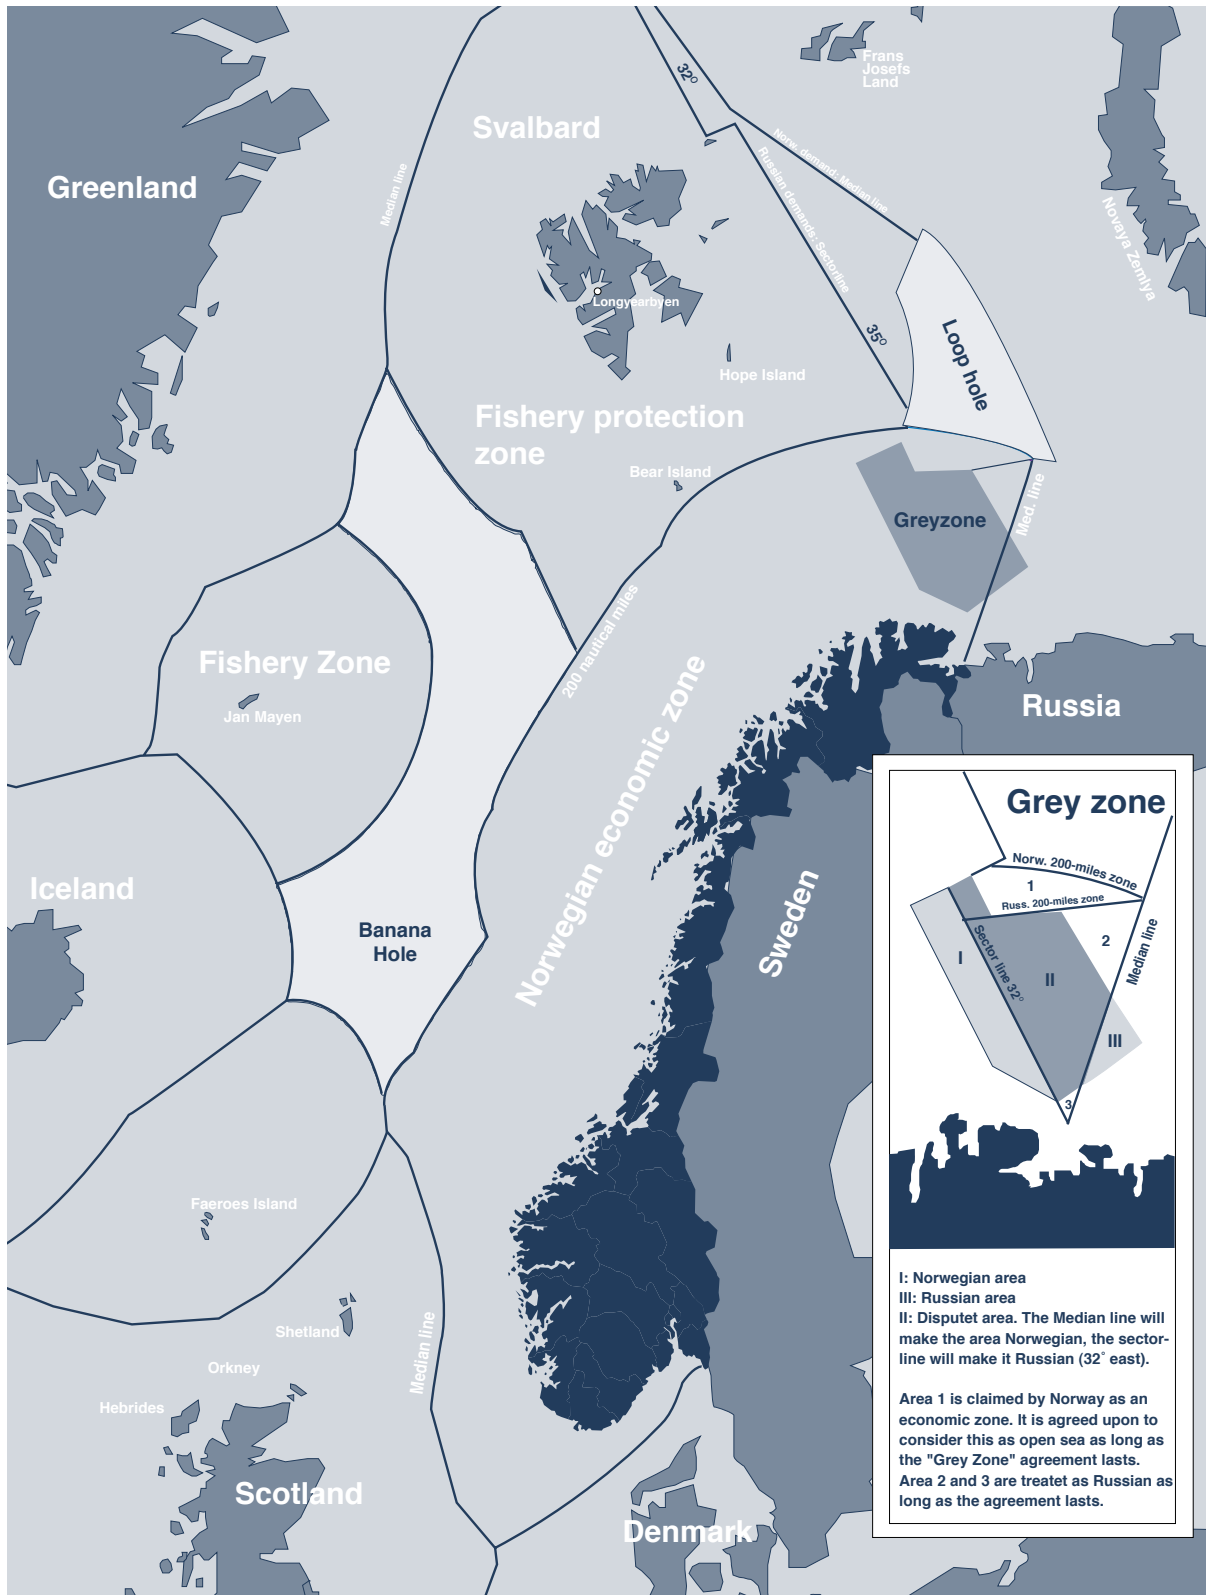 Frans
Josefs
Land
32°
Svalbard
Norw. demand: Median line
Russian demands: Sectorline
Greenland
Median line
Novaya Zemlya
Longyearbyen
35°
Loop hole
Hope Island
Fishery protection
zone
Bear Island
Med. line
Greyzone
200 nautical miles
Fishery Zone
Jan Mayen
Norwegian economic zone
Russia
Iceland
Banana
Hole
Sweden
Faeroes Island
Shetland
Median line
Orkney
Hebrides
Scotland
Denmark
Grey zone
Norw. 200-miles zone
1
Russ. 200-miles zone
2
Median line
I
Sector line 32°
II
III
3
I: Norwegian area
III: Russian area
II: Disputet area. The Median line will
make the area Norwegian, the sector-
line will make it Russian (32° east).
Area 1 is claimed by Norway as an
economic zone. It is agreed upon to
consider this as open sea as long as
the "Grey Zone" agreement lasts.
Area 2 and 3 are treatet as Russian as
long as the agreement lasts.